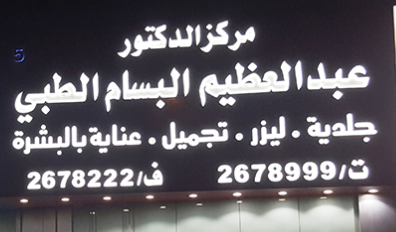 مركز الدكتور
عبدالعظيم البسام الطبي
جلدية . ليزر . تجميل . عناية بالبشرة
ت/2678999 ف/2678222